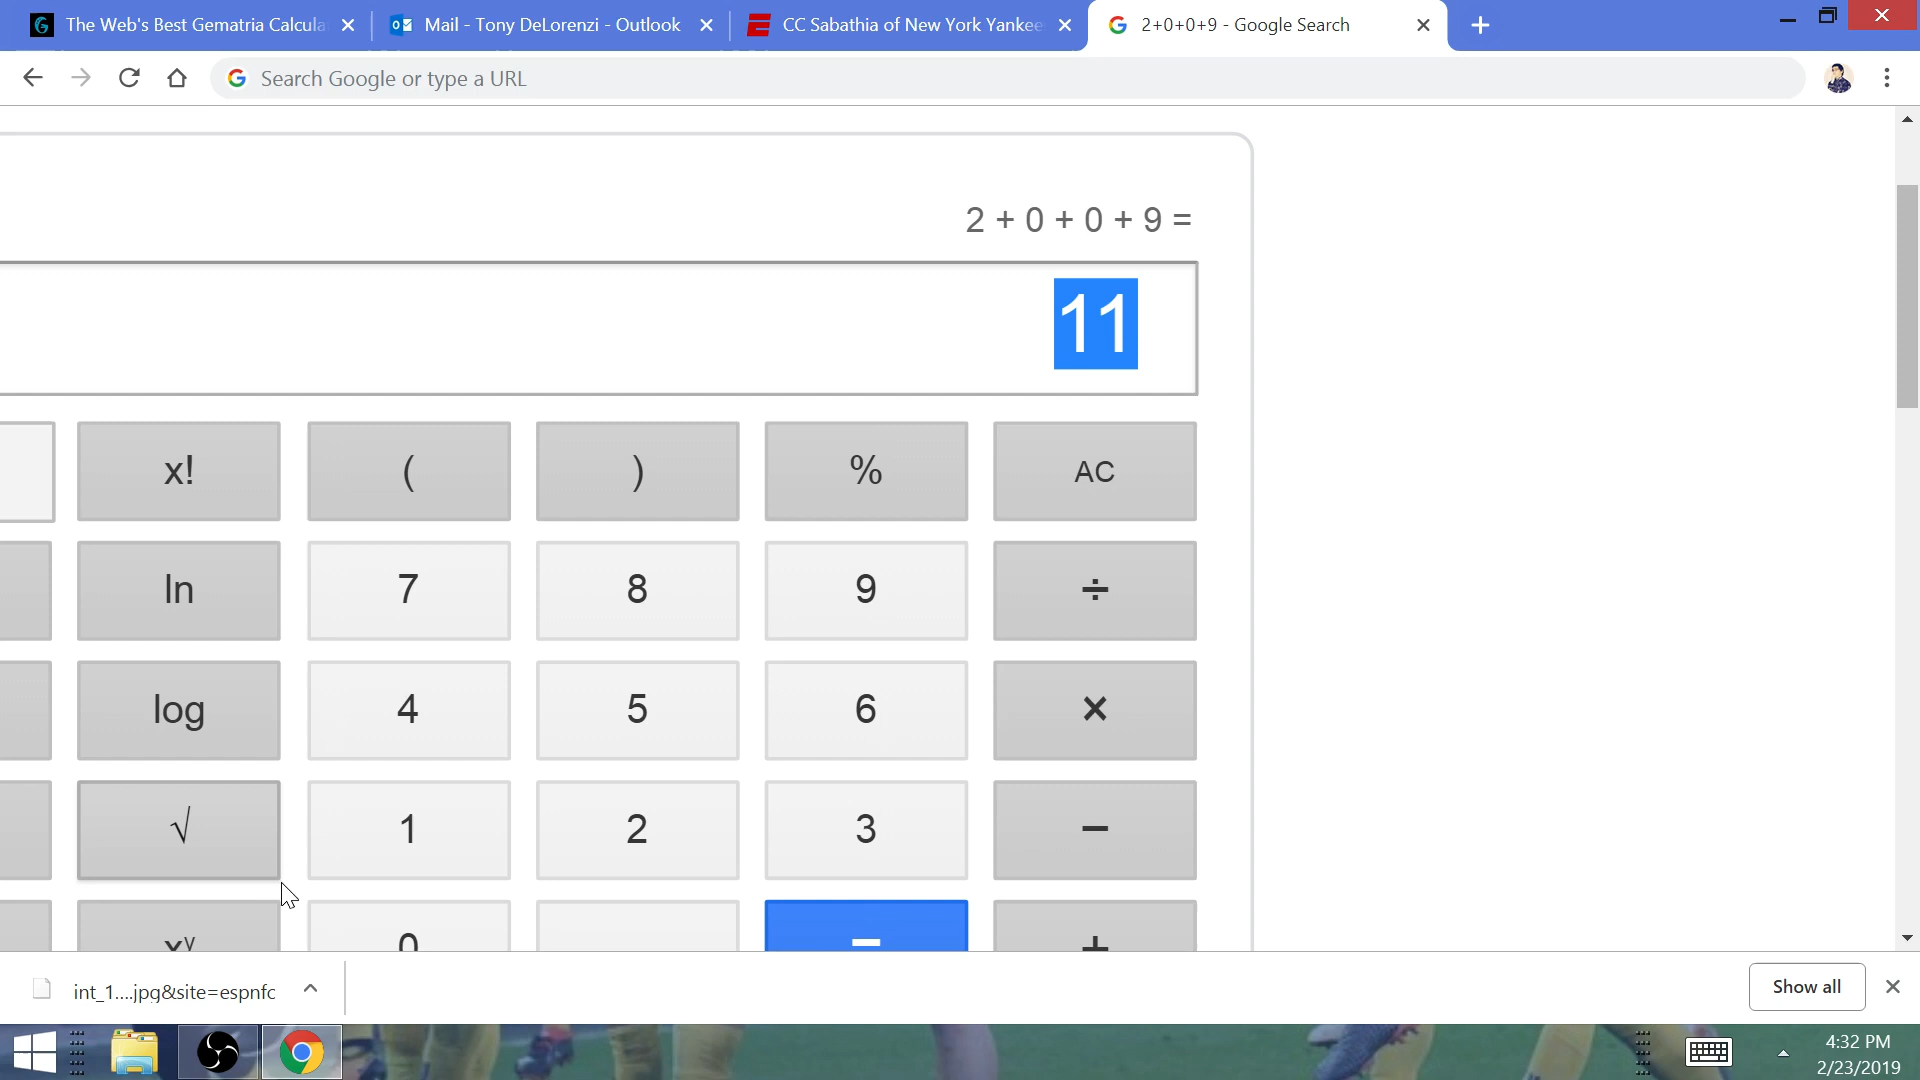 The Web's Best Gematria Calcula
Mail - Tony DeLorenzi - Outlook
CC Sabathia of New York Yankee
2+0+0+9 - Google Search
Search Google or type a URL
2 + 0 + 0 + 9 =
11
x! ( ) % AC
ln 7 8 9 ÷
log 4 5 6 ×
√ 1 2 3 −
xʸ 0 = +
int_1....jpg&site=espnfc
Show all
4:32 PM
2/23/2019